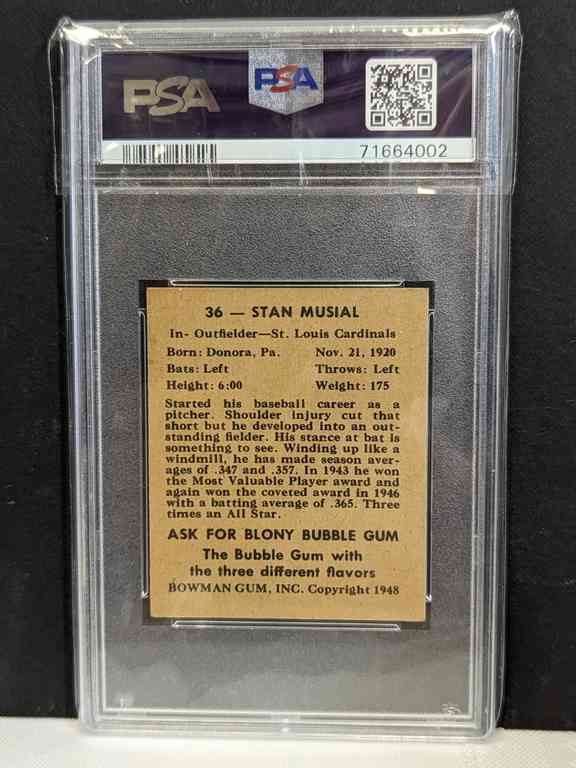 PSA PSA
71664002
36 — STAN MUSIAL
In- Outfielder—St. Louis Cardinals
Born: Donora, Pa. Nov. 21, 1920
Bats: Left Throws: Left
Height: 6:00 Weight: 175
Started his baseball career as a
pitcher. Shoulder injury cut that
short but he developed into an out-
standing fielder. His stance at bat is
something to see. Winding up like a
windmill, he has made season aver-
ages of .347 and .357. In 1943 he won
the Most Valuable Player award and
again won the coveted award in 1946
with a batting average of .365. Three
times an All Star.
ASK FOR BLONY BUBBLE GUM
The Bubble Gum with
the three different flavors
BOWMAN GUM, INC. Copyright 1948